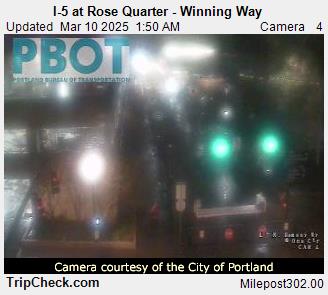 I-5 at Rose Quarter - Winning Way
Updated  Mar 10 2025  1:50 AM
Camera  4
PBOT
PORTLAND BUREAU OF TRANSPORTATION
Camera courtesy of the City of Portland
TripCheck.com
Milepost302.00